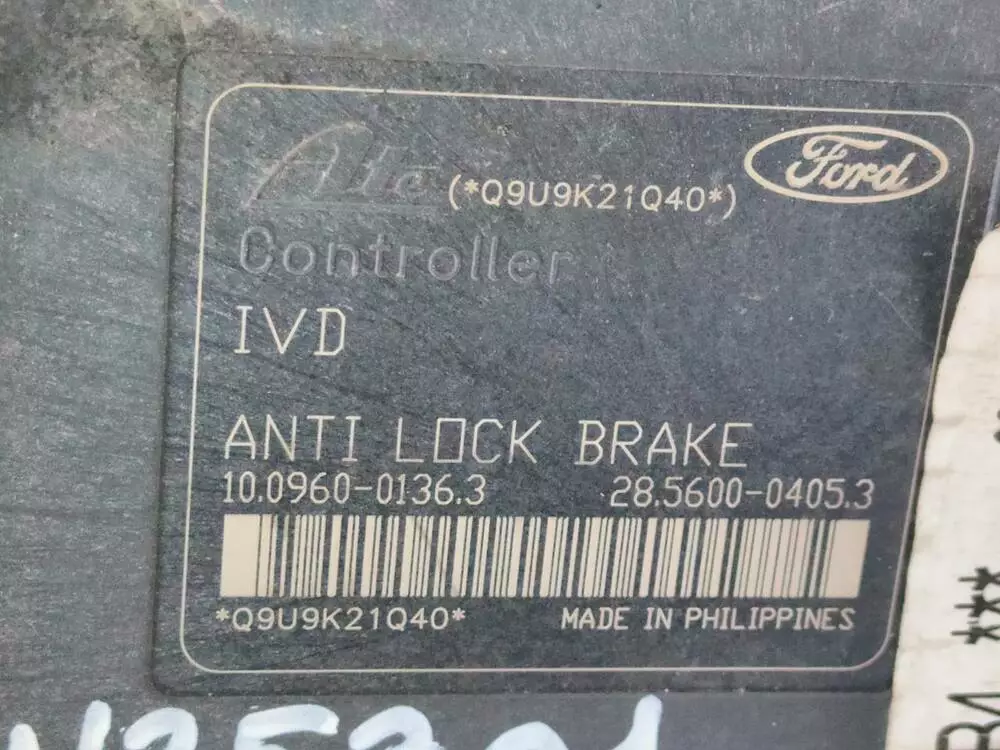 Ate (*Q9U9K21Q40*) Ford
Controller
IVD
ANTI LOCK BRAKE
10.0960-0136.3 28.5600-0405.3
*Q9U9K21Q40* MADE IN PHILIPPINES
***